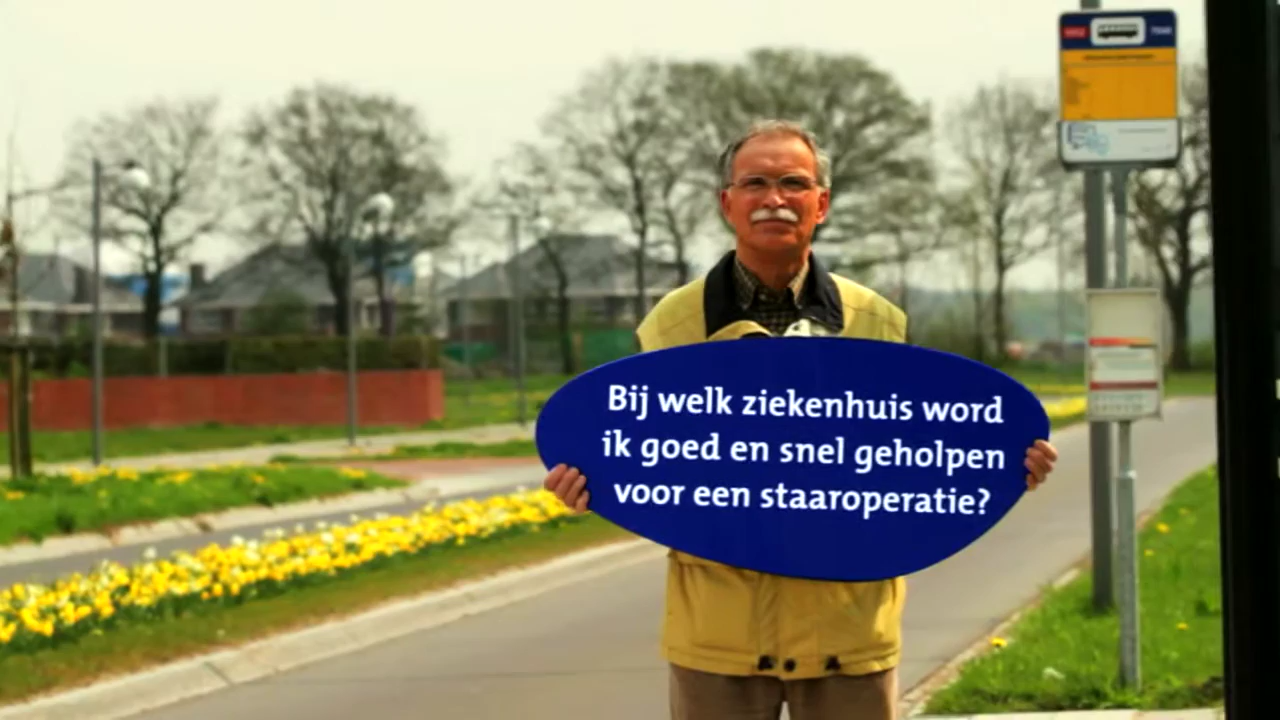 Bij welk ziekenhuis word
ik goed en snel geholpen
voor een staaroperatie?